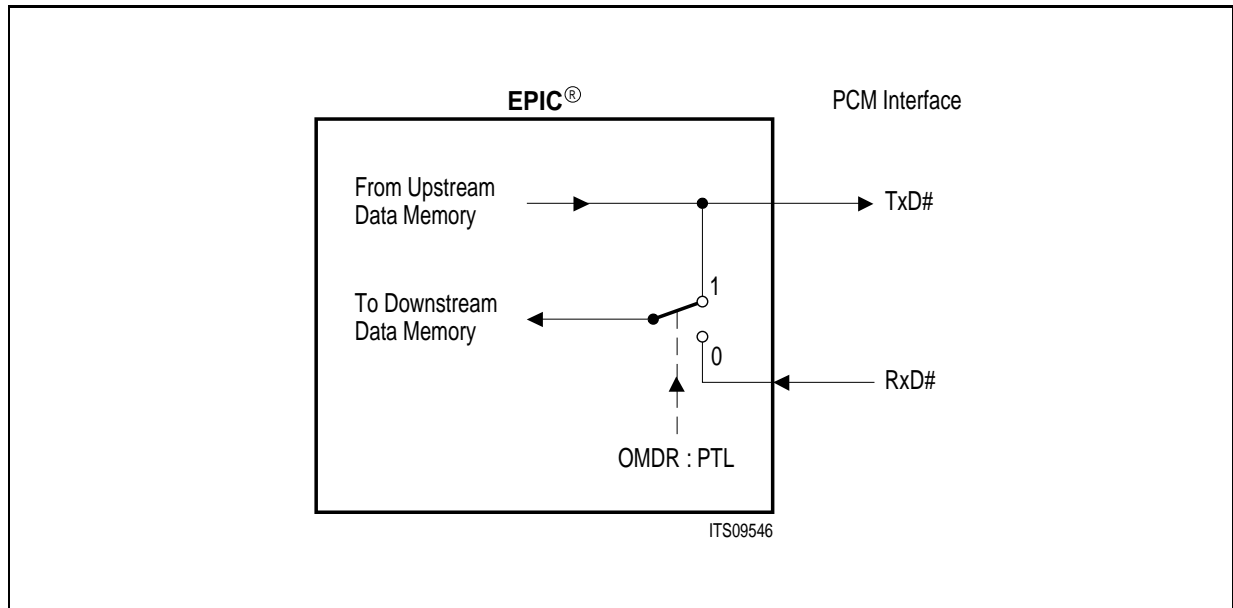 EPIC®
PCM Interface
From Upstream
Data Memory
TxD#
1
To Downstream
Data Memory
0
RxD#
OMDR : PTL
ITS09546